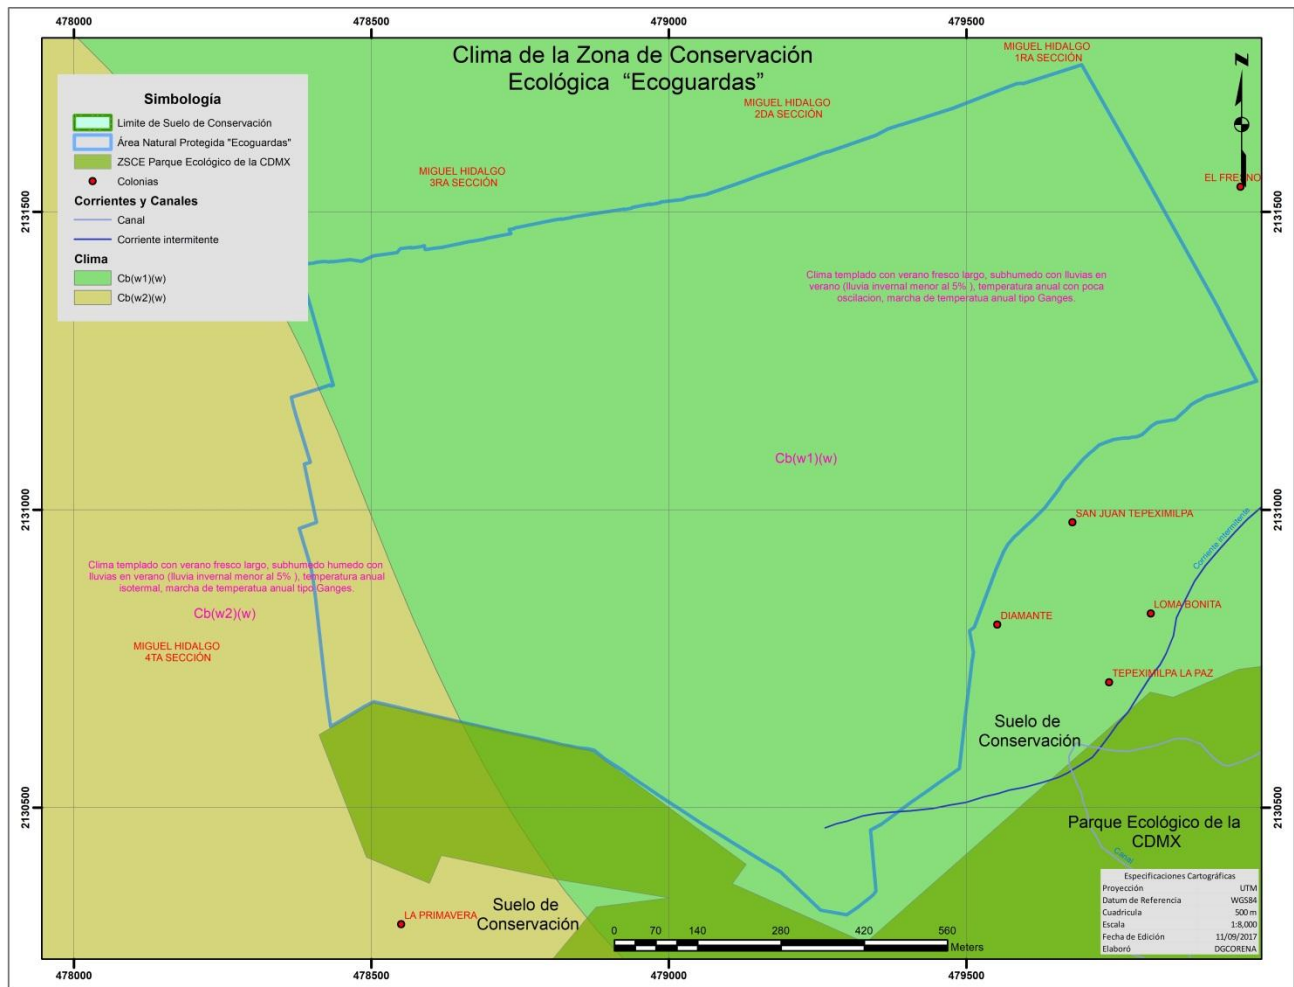 478000
478500
479000
479500
Clima de la Zona de Conservación
Ecológica “Ecoguardas”
MIGUEL HIDALGO
1RA SECCIÓN
MIGUEL HIDALGO
2DA SECCIÓN
MIGUEL HIDALGO
3RA SECCIÓN
N
EL FRESNO
Simbología
Limite de Suelo de Conservación
Área Natural Protegida "Ecoguardas"
ZSCE Parque Ecológico de la CDMX
Colonias
Corrientes y Canales
Canal
Corriente intermitente
Clima
Cb(w1)(w)
Cb(w2)(w)
2131500
2131500
Clima templado con verano fresco largo, subhumedo con lluvias en
verano (lluvia invernal menor al 5% ), temperatura anual con poca
oscilacion, marcha de temperatua anual tipo Ganges.
Cb(w1)(w)
2131000
2131000
SAN JUAN TEPEXIMILPA
Corriente intermitente
Clima templado con verano fresco largo, subhumedo humedo con
lluvias en verano (lluvia invernal menor al 5% ), temperatura anual
isotermal, marcha de temperatua anual tipo Ganges.
Cb(w2)(w)
MIGUEL HIDALGO
4TA SECCIÓN
DIAMANTE
LOMA BONITA
TEPEXIMILPA LA PAZ
Suelo de
Conservación
2130500
2130500
Parque Ecológico de la
CDMX
Canal
LA PRIMAVERA
Suelo de
Conservación
0 70 140 280 420 560
Meters
Especificaciones Cartográficas
Proyección UTM
Datum de Referencia WGS84
Cuadricula 500 m
Escala 1:8,000
Fecha de Edición 11/09/2017
Elaboró DGCORENA
478000
478500
479000
479500